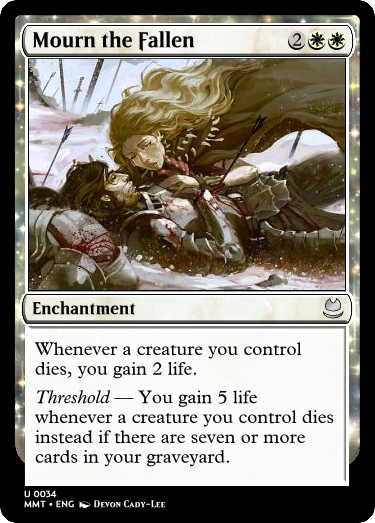 Mourn the Fallen 2
Enchantment
Whenever a creature you control
dies, you gain 2 life.
Threshold — You gain 5 life
whenever a creature you control dies
instead if there are seven or more
cards in your graveyard.
U 0034
MMT • ENG Devon Cady-Lee